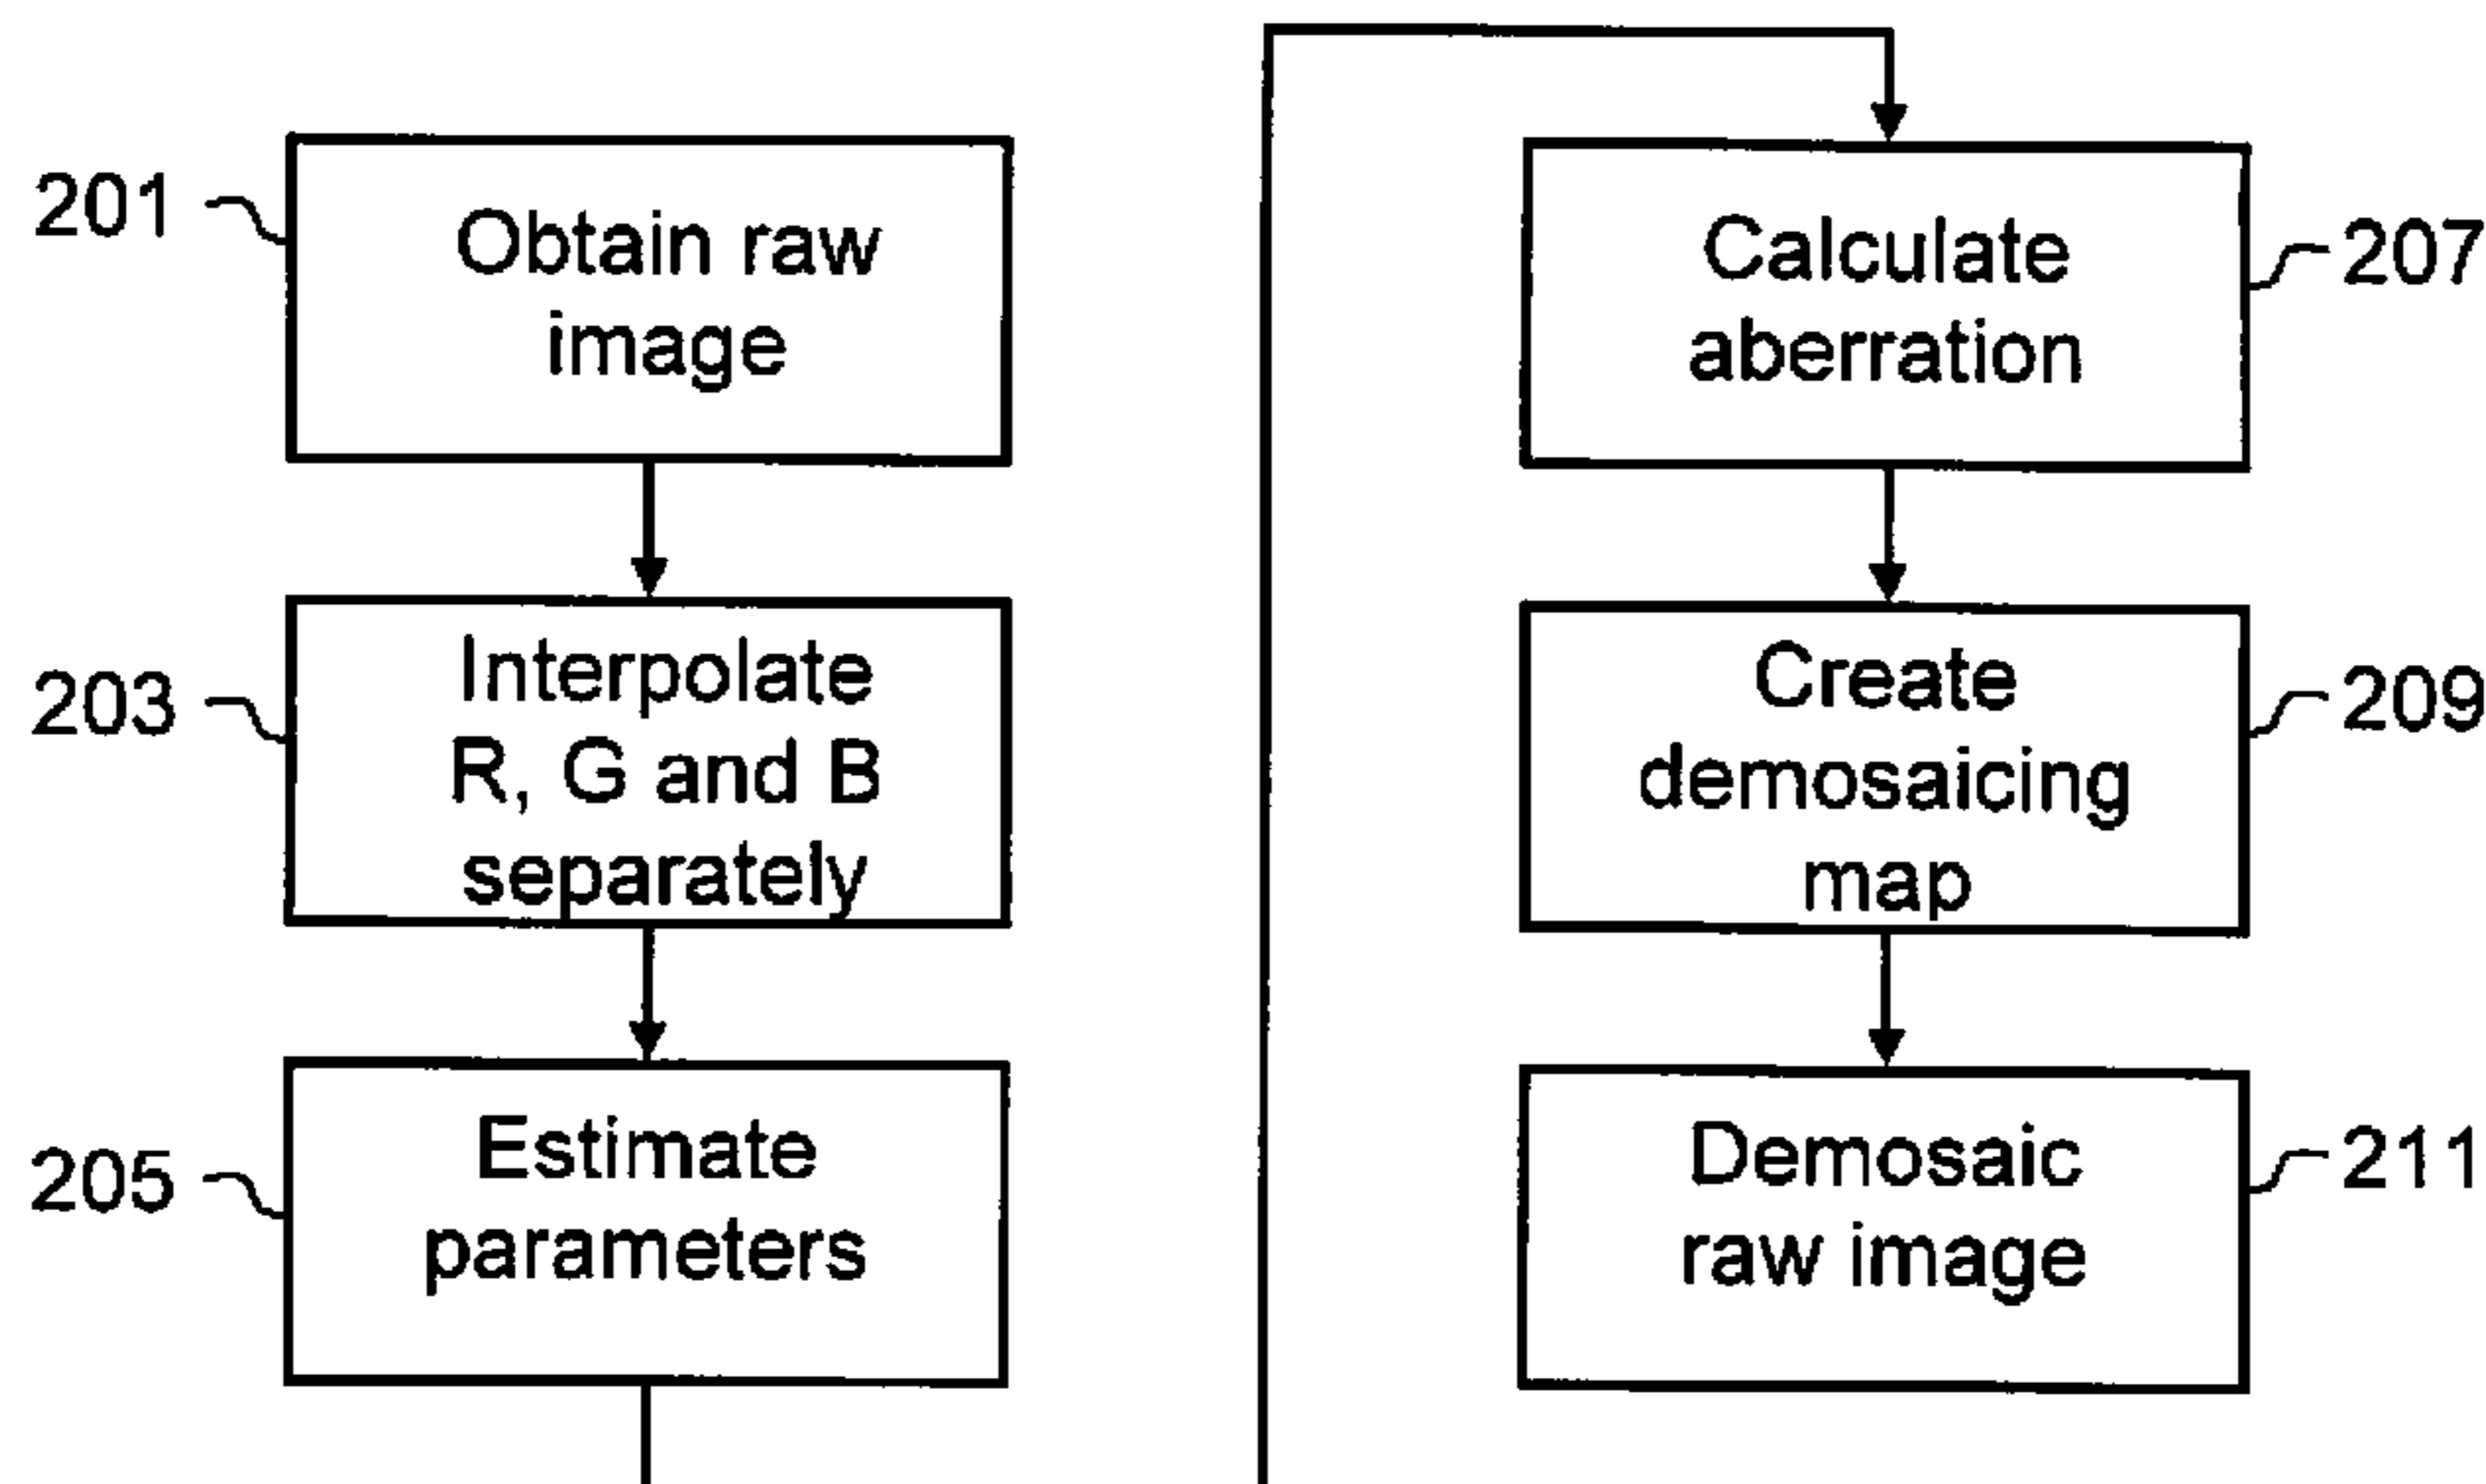 201
Obtain raw
image
203
Interpolate
R, G and B
separately
205
Estimate
parameters
Calculate
aberration
207
Create
demosaicing
map
209
Demosaic
raw image
211